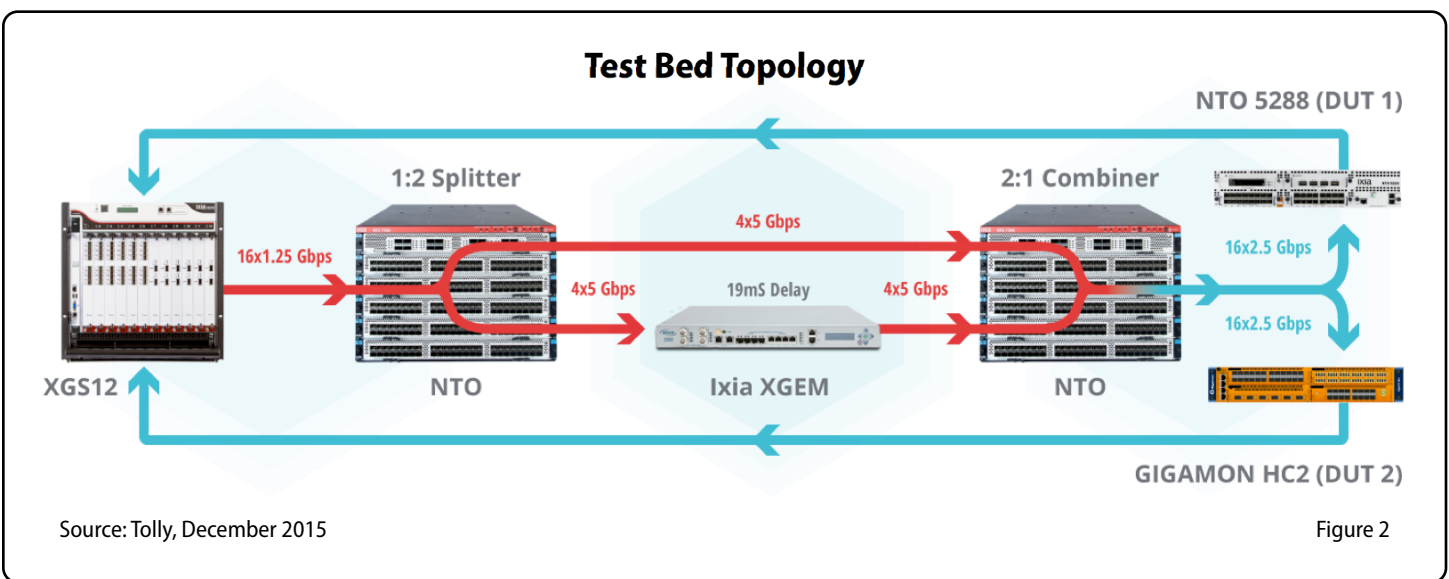 Test Bed Topology
NTO 5288 (DUT 1)
1:2 Splitter
2:1 Combiner
ixia
4x5 Gbps
16x1.25 Gbps
16x2.5 Gbps
4x5 Gbps
19mS Delay
4x5 Gbps
16x2.5 Gbps
XGS12
NTO
Ixia XGEM
NTO
GIGAMON HC2 (DUT 2)
Source: Tolly, December 2015
Figure 2